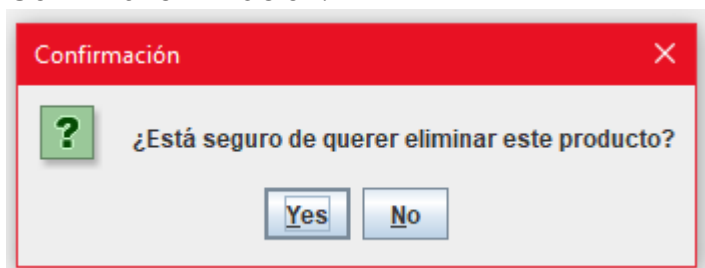 Confirmación
¿Está seguro de querer eliminar este producto?
Yes No